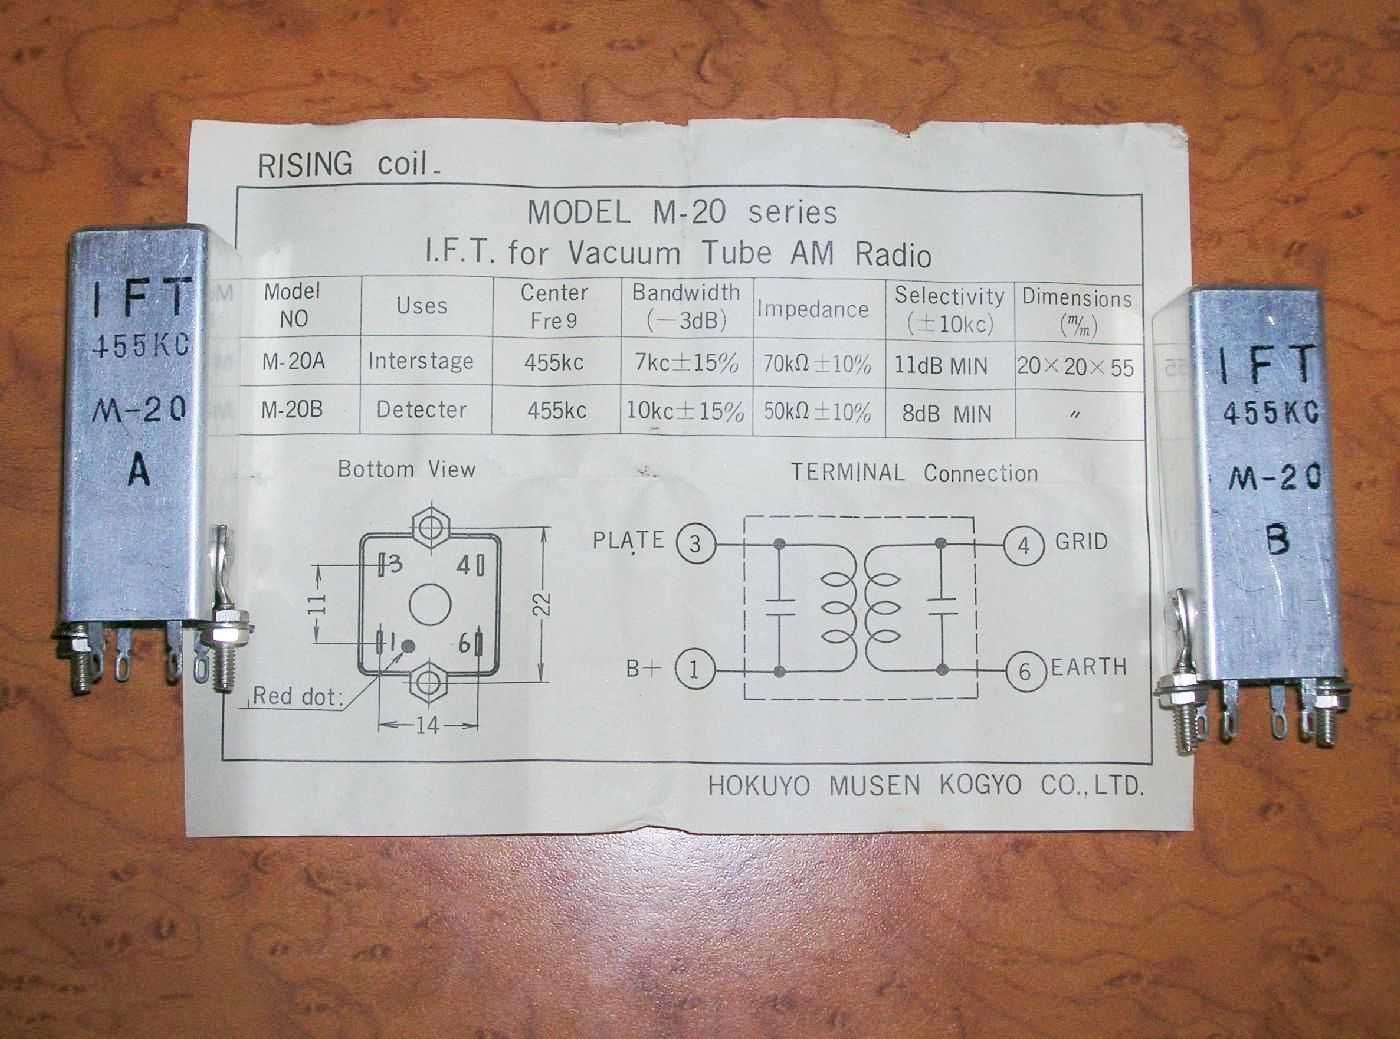 RISING coil-
MODEL M-20 series
I.F.T. for Vacuum Tube AM Radio
Model NO Uses Center Fre9 Bandwidth (−3dB) Impedance Selectivity (±10kc) Dimensions (m/m)
M-20A Interstage 455kc 7kc±15% 70kΩ±10% 11dB MIN 20×20×55
M-20B Detecter 455kc 10kc±15% 50kΩ±10% 8dB MIN 〃
Bottom View
3 4
1 6
11
22
14
Red dot:
TERMINAL Connection
PLATE 3 4 GRID
B+ 1 6 EARTH
HOKUYO MUSEN KOGYO CO.,LTD.
IFT
455KC
M-20
A
IFT
455KC
M-20
B